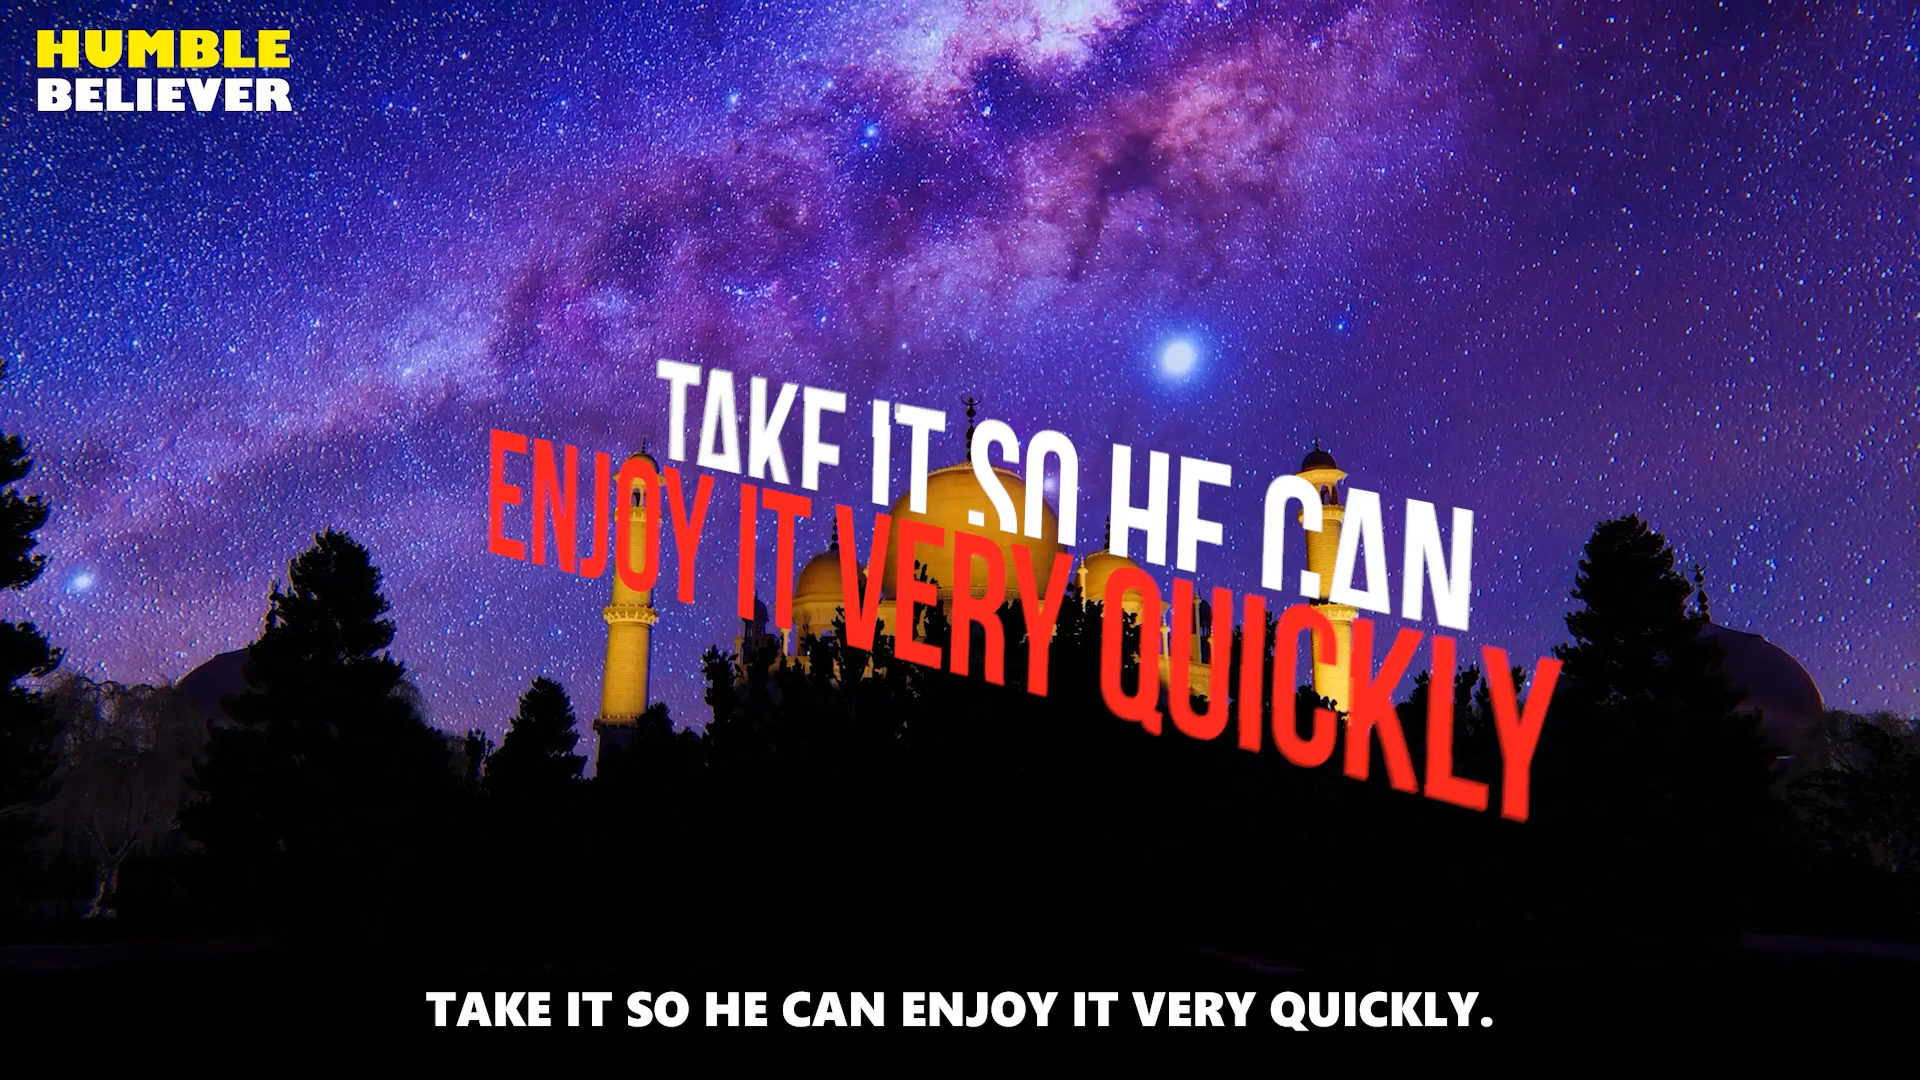 HUMBLE
BELIEVER
TAKE IT SO HE CAN
ENJOY IT VERY QUICKLY
TAKE IT SO HE CAN ENJOY IT VERY QUICKLY.